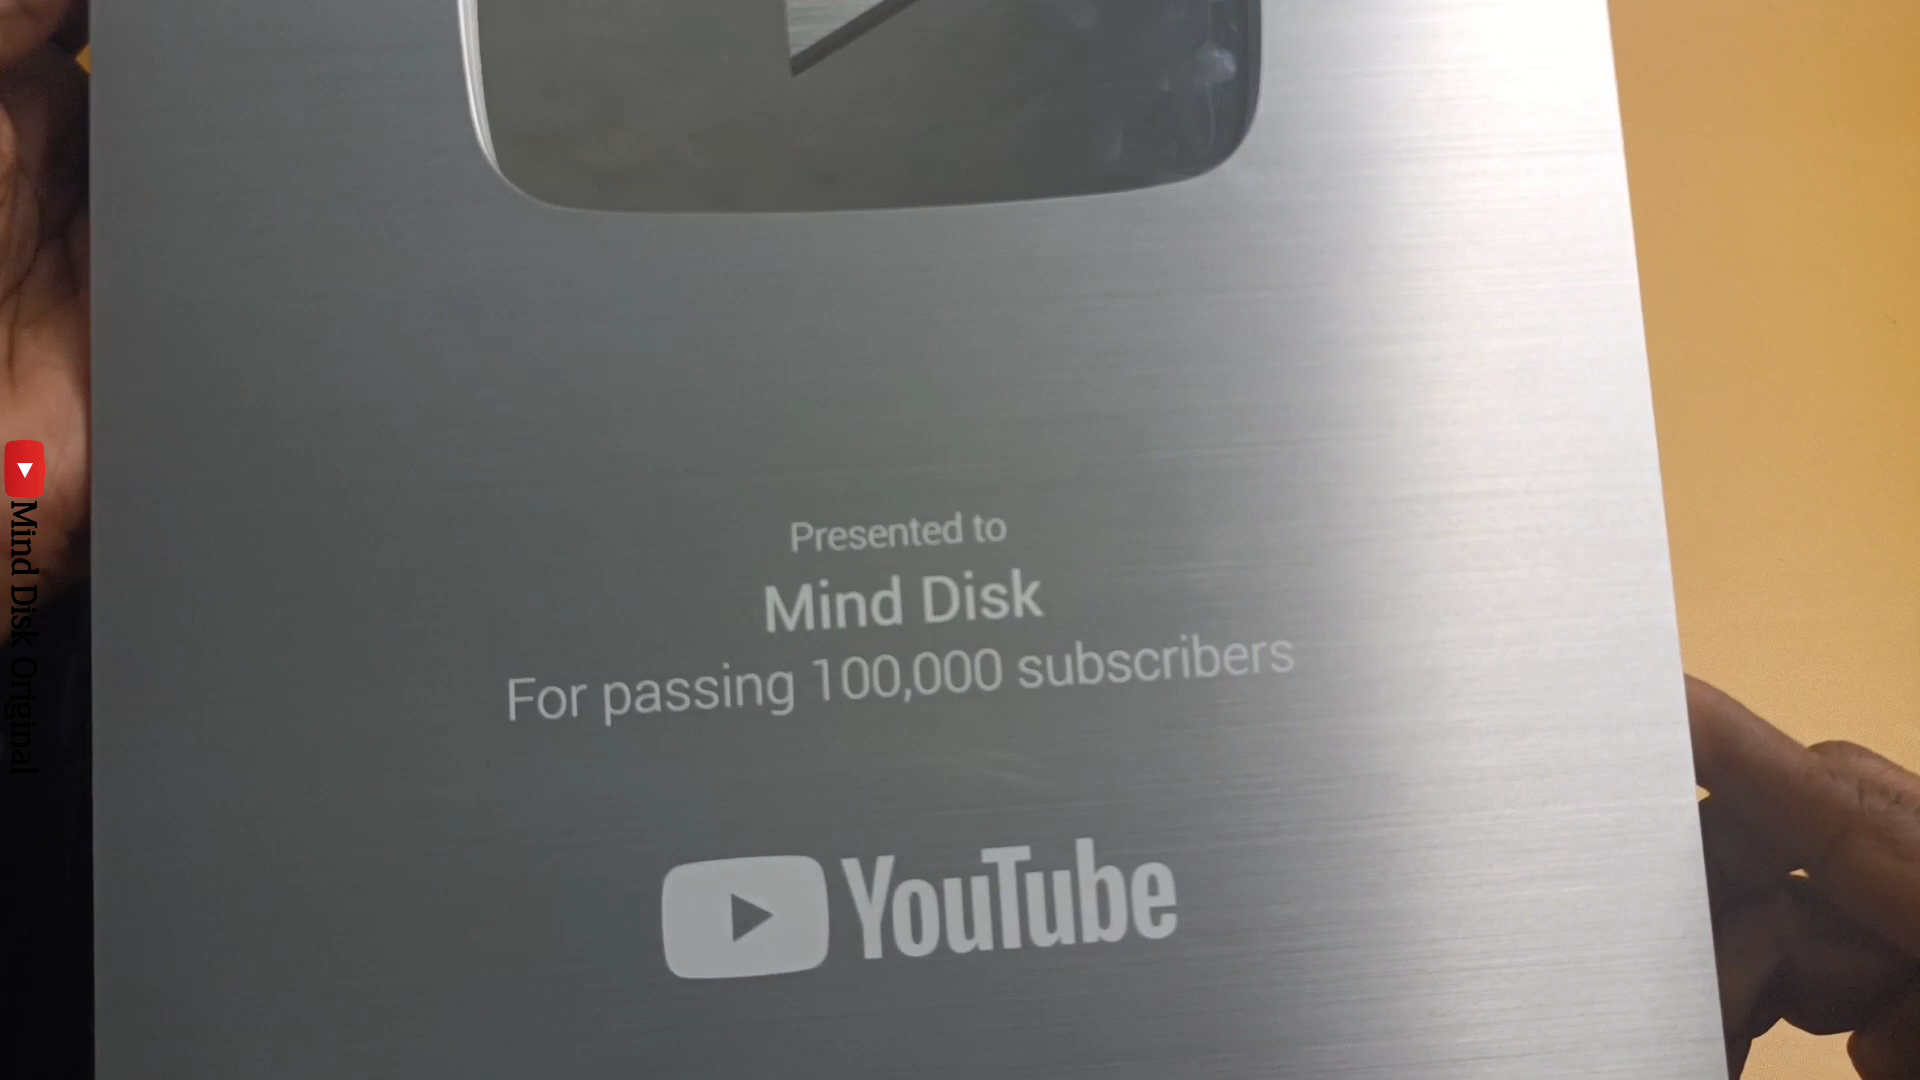 Presented to
Mind Disk
For passing 100,000 subscribers
YouTube
Mind Disk Original